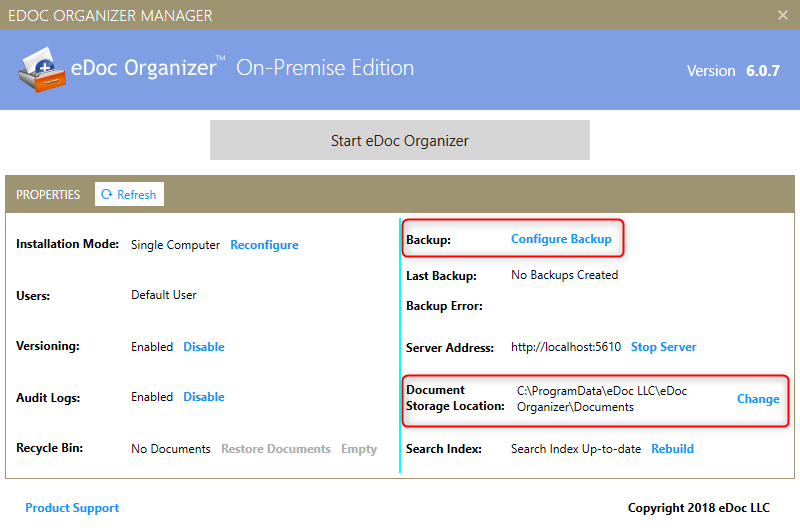 EDOC ORGANIZER MANAGER
eDoc Organizer™ On-Premise Edition
Version 6.0.7
Start eDoc Organizer
PROPERTIES Refresh
Installation Mode: Single Computer Reconfigure
Users: Default User
Versioning: Enabled Disable
Audit Logs: Enabled Disable
Recycle Bin: No Documents Restore Documents Empty
Backup: Configure Backup
Last Backup: No Backups Created
Backup Error:
Server Address: http://localhost:5610 Stop Server
Document C:\ProgramData\eDoc LLC\eDoc
Storage Location: Organizer\Documents Change
Search Index: Search Index Up-to-date Rebuild
Product Support
Copyright 2018 eDoc LLC